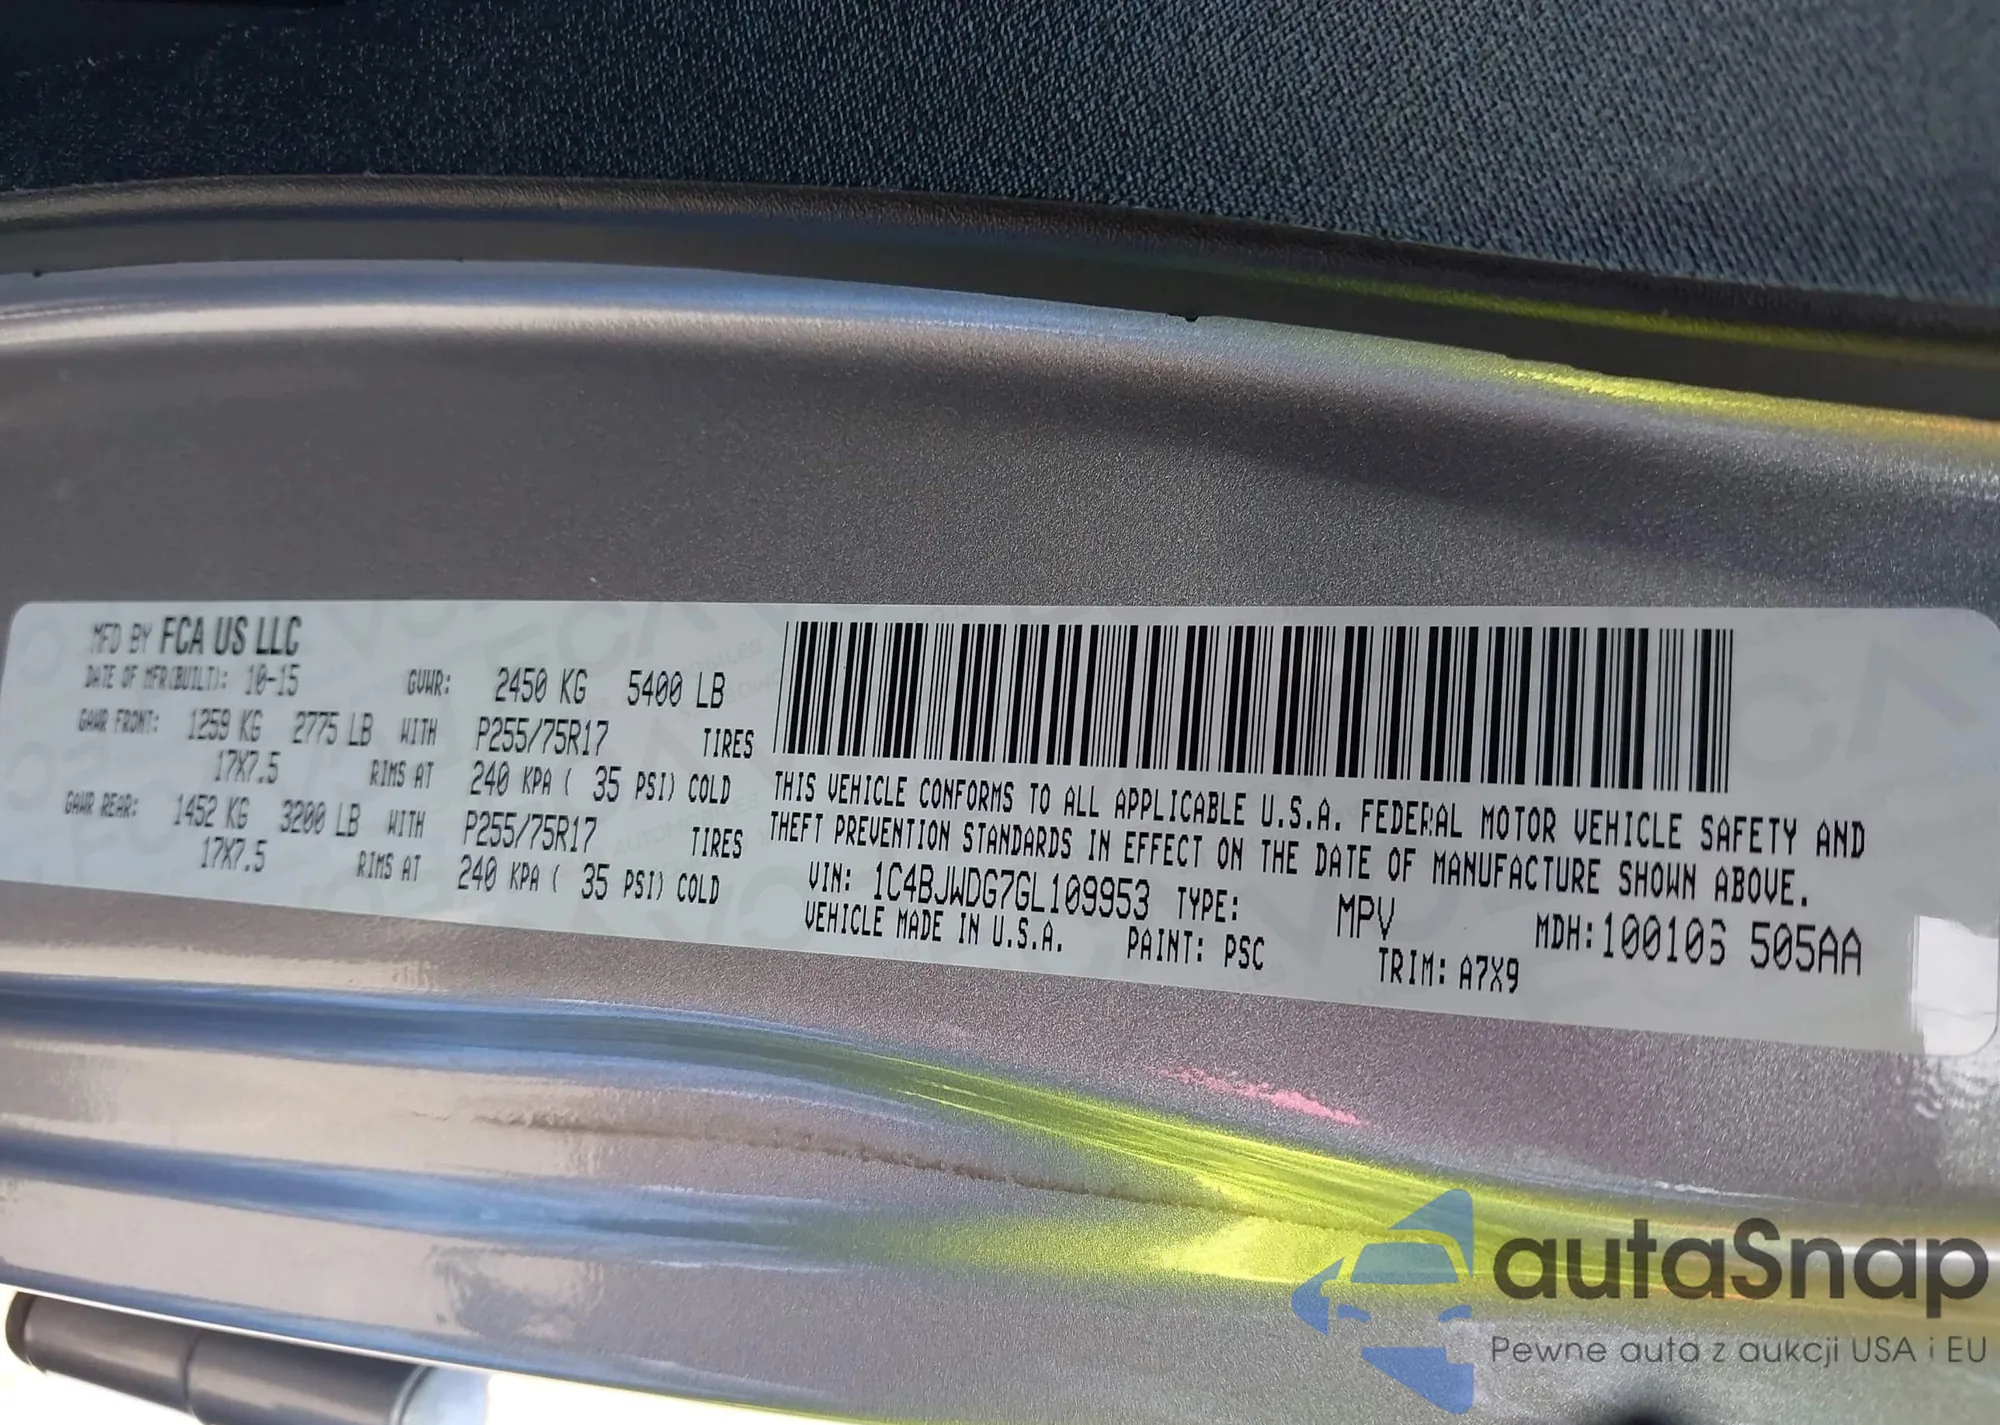 MFD BY FCA US LLC
DATE OF MFR(BUILT): 10-15 GVWR: 2450 KG 5400 LB
GAWR FRONT: 1259 KG 2775 LB WITH P255/75R17 TIRES
17X7.5 RIMS AT 240 KPA ( 35 PSI) COLD
GAWR REAR: 1452 KG 3200 LB WITH P255/75R17 TIRES
17X7.5 RIMS AT 240 KPA ( 35 PSI) COLD
THIS VEHICLE CONFORMS TO ALL APPLICABLE U.S.A. FEDERAL MOTOR VEHICLE SAFETY AND
THEFT PREVENTION STANDARDS IN EFFECT ON THE DATE OF MANUFACTURE SHOWN ABOVE.
VIN: 1C4BJWDG7GL109953 TYPE: MPV MDH:100106 505AA
VEHICLE MADE IN U.S.A. PAINT: PSC TRIM: A7X9
autaSnap
Pewne auta z aukcji USA i EU